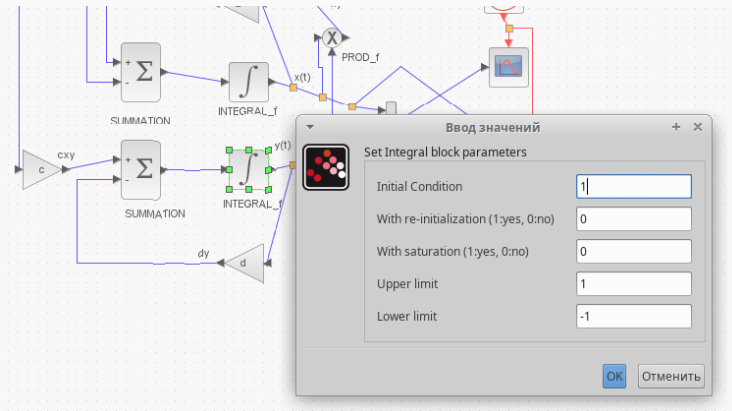 PROD_f
Σ
+
-
∫
x(t)
INTEGRAL_f
SUMMATION
cxy
c
+
-
Σ
∫
y(t)
SUMMATION
INTEGRAL_f
dy
d
Ввод значений
Set Integral block parameters
Initial Condition 1
With re-initialization (1:yes, 0:no) 0
With saturation (1:yes, 0:no) 0
Upper limit 1
Lower limit -1
OK Отменить